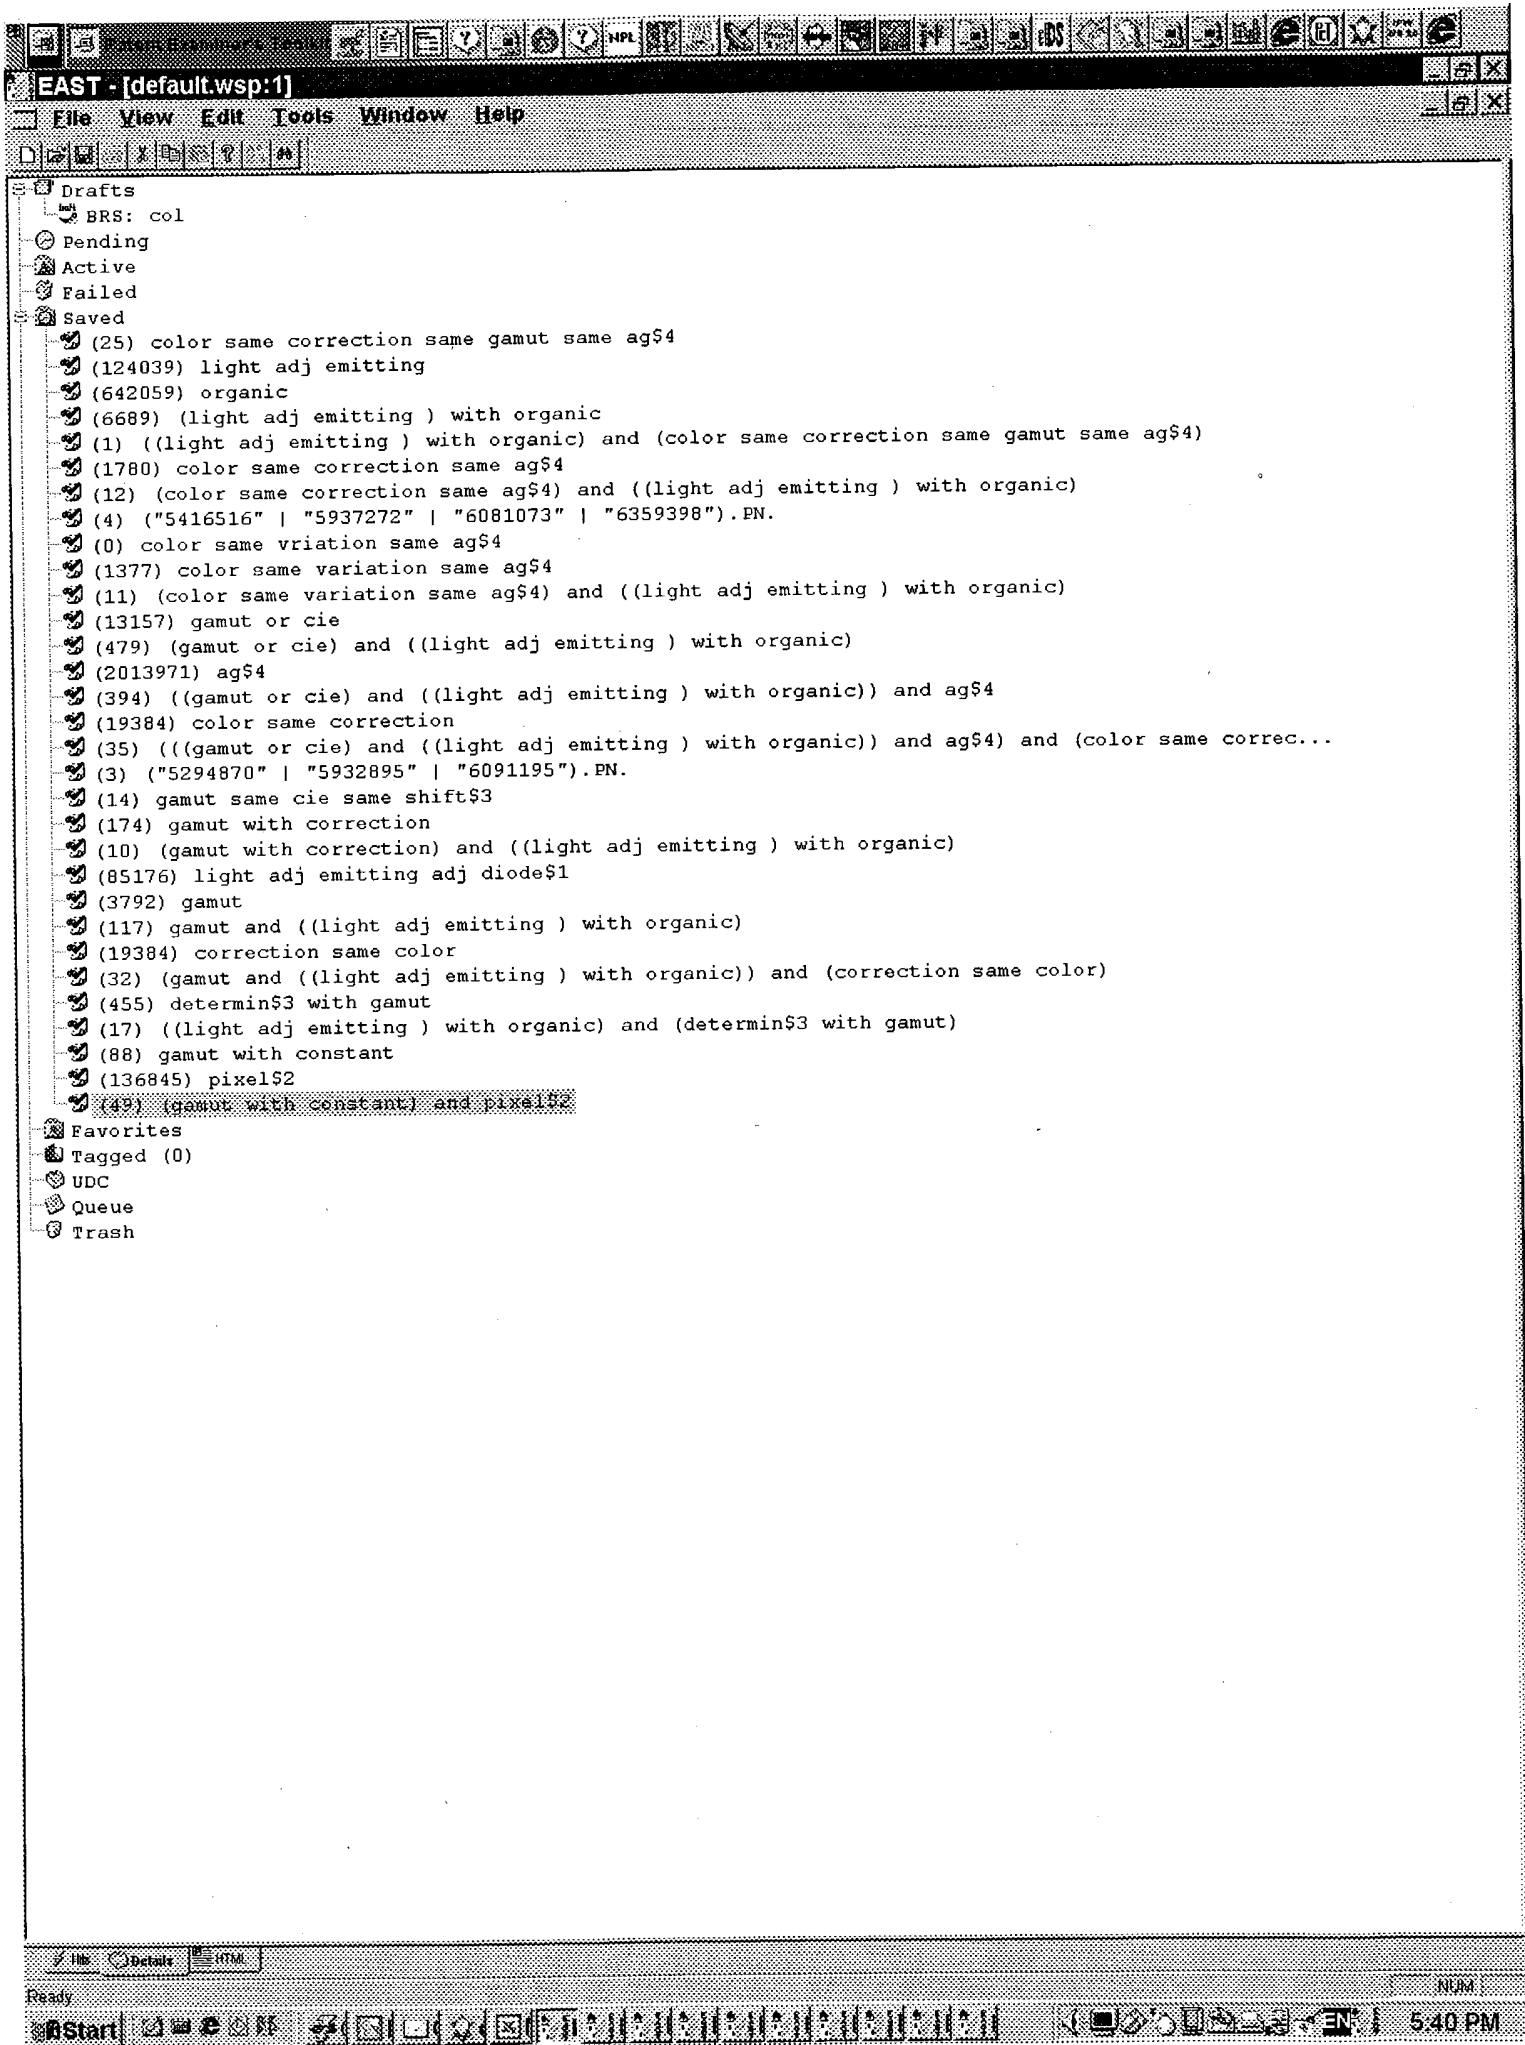 NPL
EDS
EAST - [default.wsp:1]
File View Edit Tools Window Help
Drafts
BRS: col
Pending
Active
Failed
Saved
(25) color same correction same gamut same ag$4
(124039) light adj emitting
(642059) organic
(6689) (light adj emitting ) with organic
(1) ((light adj emitting ) with organic) and (color same correction same gamut same ag$4)
(1780) color same correction same ag$4
(12) (color same correction same ag$4) and ((light adj emitting ) with organic)
(4) ("5416516" | "5937272" | "6081073" | "6359398").PN.
(0) color same vriation same ag$4
(1377) color same variation same ag$4
(11) (color same variation same ag$4) and ((light adj emitting ) with organic)
(13157) gamut or cie
(479) (gamut or cie) and ((light adj emitting ) with organic)
(2013971) ag$4
(394) ((gamut or cie) and ((light adj emitting ) with organic)) and ag$4
(19384) color same correction
(35) (((gamut or cie) and ((light adj emitting ) with organic)) and ag$4) and (color same correc...
(3) ("5294870" | "5932895" | "6091195").PN.
(14) gamut same cie same shift$3
(174) gamut with correction
(10) (gamut with correction) and ((light adj emitting ) with organic)
(85176) light adj emitting adj diode$1
(3792) gamut
(117) gamut and ((light adj emitting ) with organic)
(19384) correction same color
(32) (gamut and ((light adj emitting ) with organic)) and (correction same color)
(455) determin$3 with gamut
(17) ((light adj emitting ) with organic) and (determin$3 with gamut)
(88) gamut with constant
(136845) pixel$2
(49) (gamut with constant) and pixel$2
Favorites
Tagged (0)
UDC
Queue
Trash
Hits Details HTML
Ready NUM
Start EN 5:40 PM